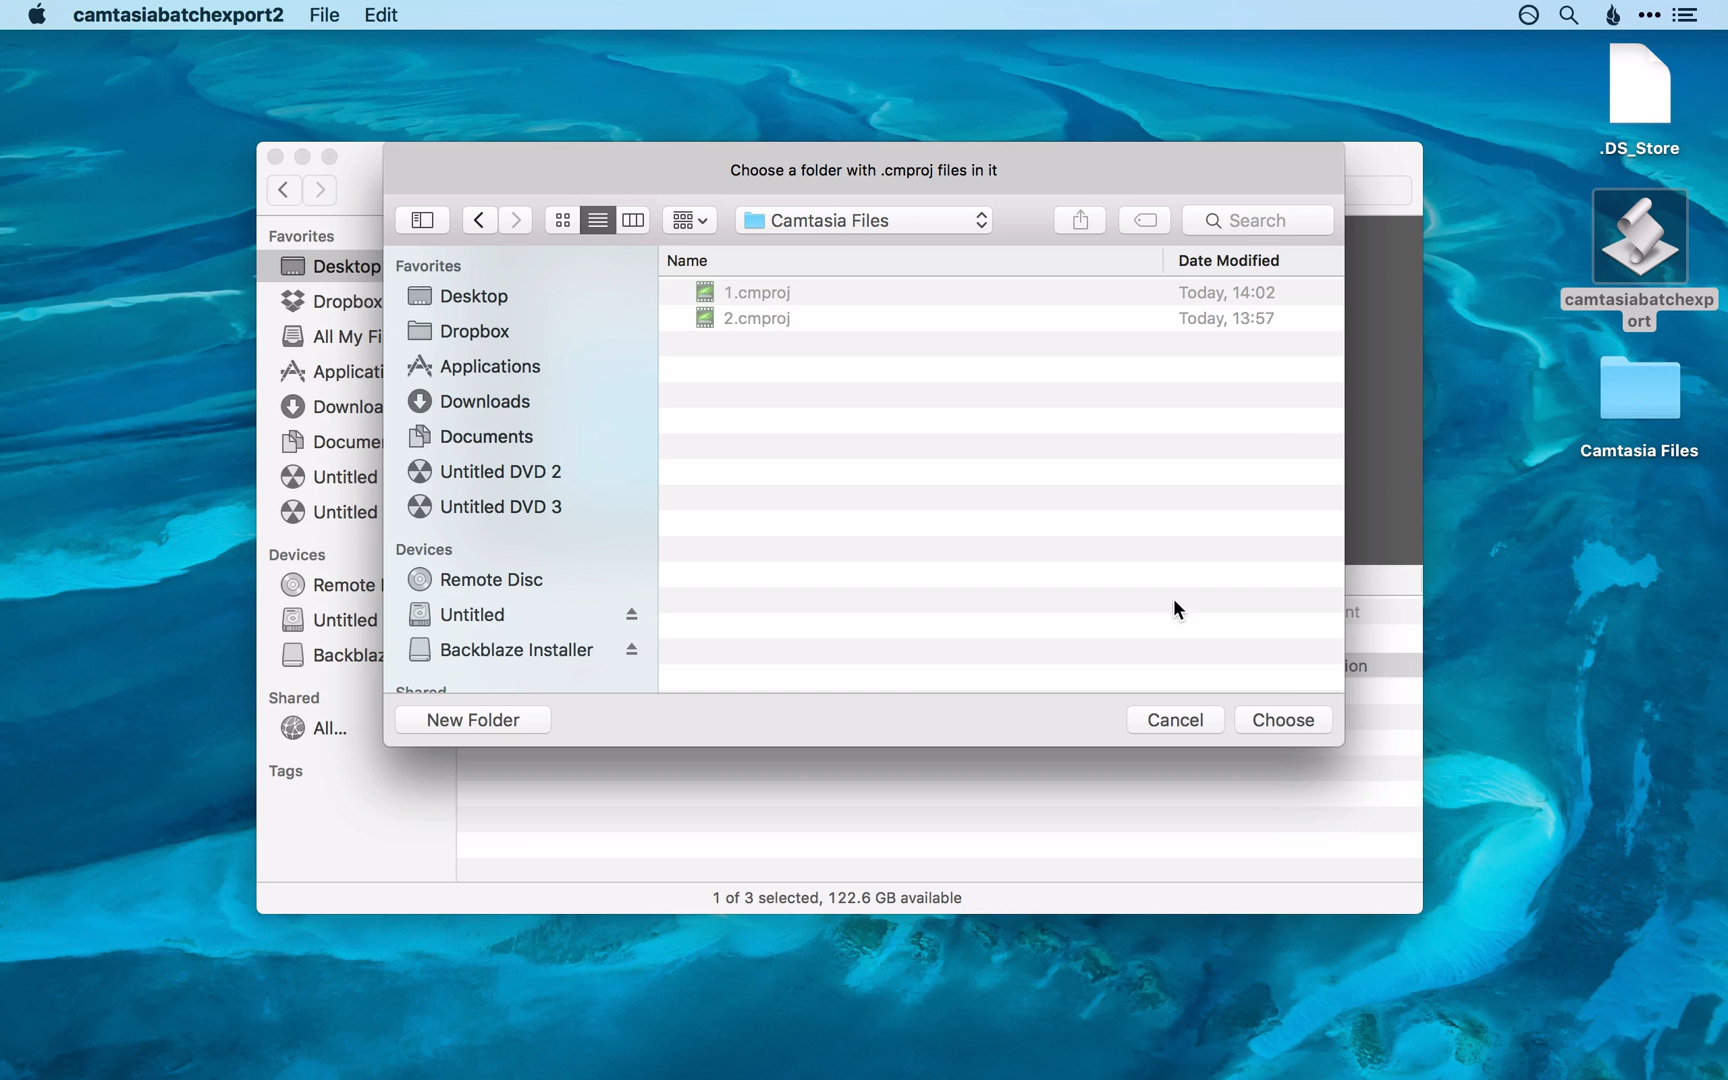 camtasiabatchexport2 File Edit
.DS_Store
camtasiabatchexp
ort
Camtasia Files
Favorites
Desktop
Dropbox
All My Fi
Applicati
Downloa
Documen
Untitled
Untitled
Devices
Remote
Untitled
Backblaz
Shared
All...
Tags
Choose a folder with .cmproj files in it
Camtasia Files
Search
Favorites
Desktop
Dropbox
Applications
Downloads
Documents
Untitled DVD 2
Untitled DVD 3
Devices
Remote Disc
Untitled
Backblaze Installer
Shared
Name Date Modified
1.cmproj Today, 14:02
2.cmproj Today, 13:57
New Folder Cancel Choose
nt
ion
1 of 3 selected, 122.6 GB available